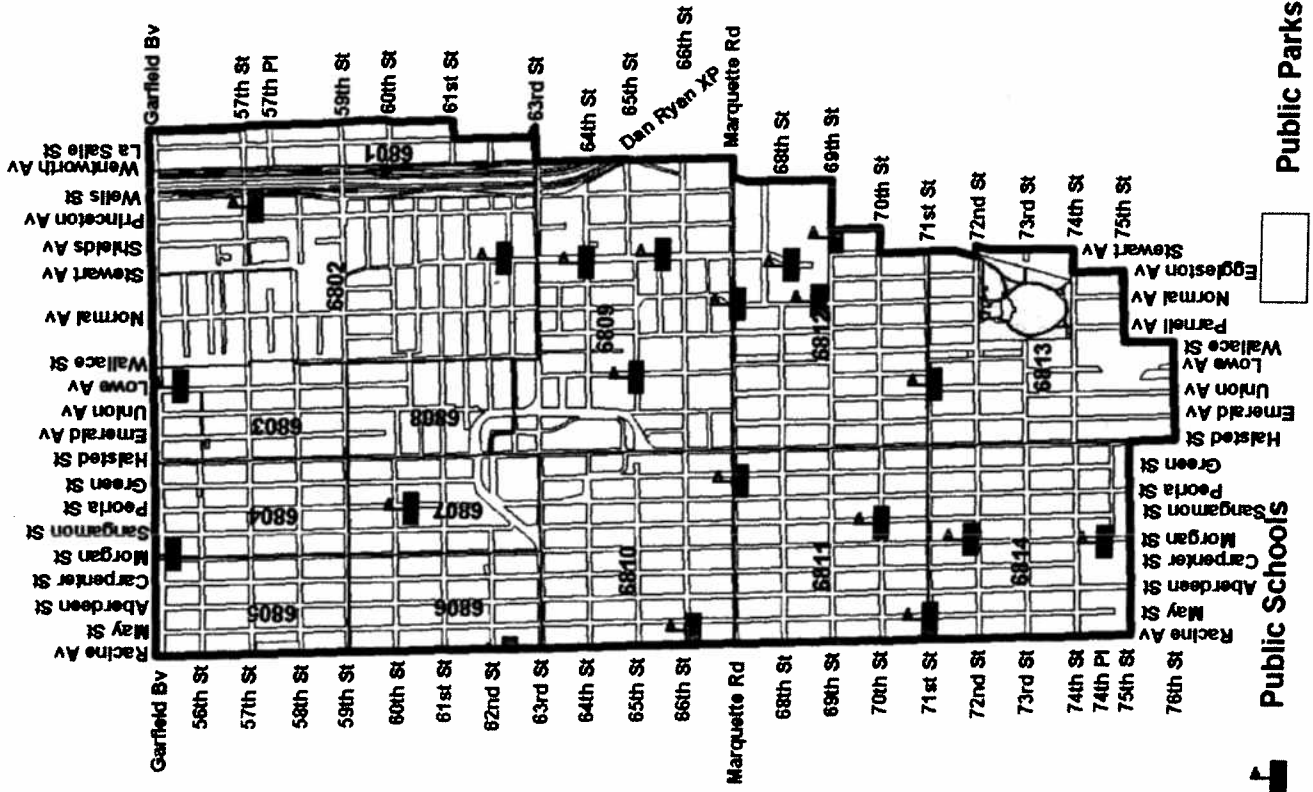 Garfield Bv
57th St
57th Pl
59th St
60th St
61st St
63rd St
64th St
65th St
66th St
Dan Ryan XP
Marquette Rd
68th St
69th St
70th St
71st St
72nd St
73rd St
74th St
75th St
La Salle St
Wentworth Av
Wells St
Princeton Av
Shields Av
Stewart Av
Normal Av
Wallace St
Lowe Av
Union Av
Emerald Av
Halsted St
Green St
Peoria St
Sangamon St
Morgan St
Carpenter St
Aberdeen St
May St
Racine Av
6801
6802
6803
6804
6805
6806
6807
6808
6809
6810
6811
6812
6813
6814
Stewart Av
Eggleston Av
Normal Av
Parnell Av
Wallace St
Lowe Av
Union Av
Emerald Av
Halsted St
Green St
Peoria St
Sangamon St
Morgan St
Carpenter St
Aberdeen St
May St
Racine Av
Garfield Bv
56th St
57th St
58th St
59th St
60th St
61st St
62nd St
63rd St
64th St
65th St
66th St
Marquette Rd
68th St
69th St
70th St
71st St
72nd St
73rd St
74th St
74th Pl
75th St
76th St
Public Schools
Public Parks